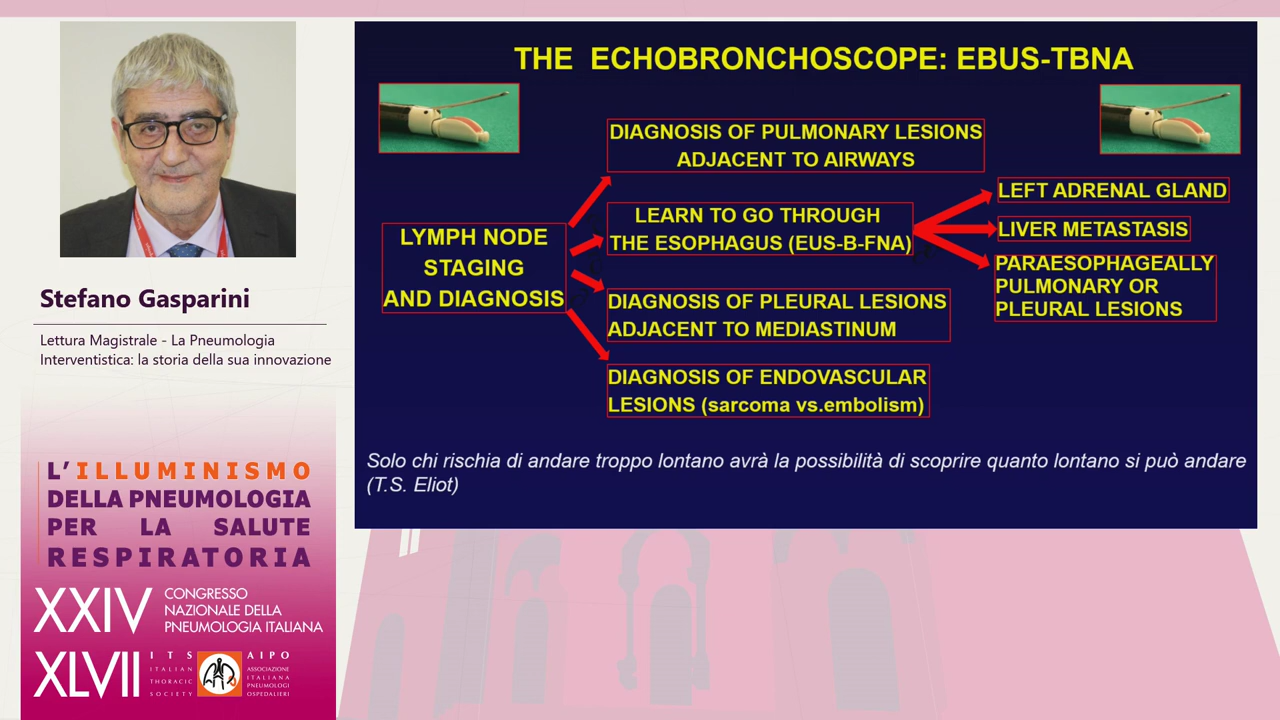 THE ECHOBRONCHOSCOPE: EBUS-TBNA
LYMPH NODE
STAGING
AND DIAGNOSIS
DIAGNOSIS OF PULMONARY LESIONS
ADJACENT TO AIRWAYS
LEARN TO GO THROUGH
THE ESOPHAGUS (EUS-B-FNA)
DIAGNOSIS OF PLEURAL LESIONS
ADJACENT TO MEDIASTINUM
DIAGNOSIS OF ENDOVASCULAR
LESIONS (sarcoma vs.embolism)
LEFT ADRENAL GLAND
LIVER METASTASIS
PARAESOPHAGEALLY
PULMONARY OR
PLEURAL LESIONS
Solo chi rischia di andare troppo lontano avrà la possibilità di scoprire quanto lontano si può andare
(T.S. Eliot)
Stefano Gasparini
Lettura Magistrale - La Pneumologia
Interventistica: la storia della sua innovazione
L'ILLUMINISMO
DELLA PNEUMOLOGIA
PER LA SALUTE
RESPIRATORIA
XXIV
CONGRESSO
NAZIONALE DELLA
PNEUMOLOGIA ITALIANA
XLVII
ITS
ITALIAN
THORACIC
SOCIETY
AIPO
ASSOCIAZIONE
ITALIANA
PNEUMOLOGI
OSPEDALIERI